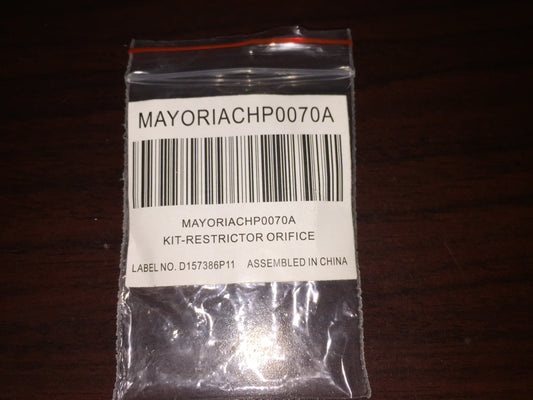 MAYORIACHP0070A
MAYORIACHP0070A
KIT-RESTRICTOR ORIFICE
LABEL NO. D157386P11 ASSEMBLED IN CHINA